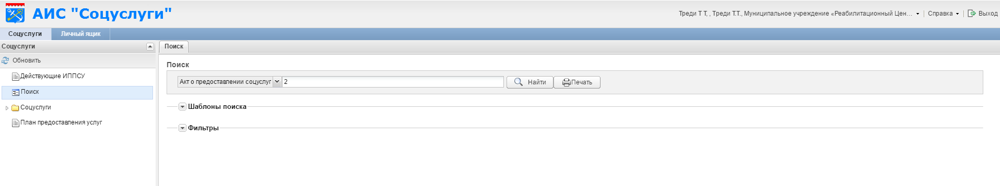 АИС "Соцуслуги"
Треди Т Т, , Треди Т.Т., Муниципальное учреждение «Реабилитационный Цен... Справка Выход
Соцуслуги Личный ящик
Соцуслуги
Поиск
Обновить
Действующие ИППСУ
Поиск
Соцуслуги
План предоставления услуг
Поиск
Акт о предоставлении соцуслуг 2 Найти Печать
Шаблоны поиска
Фильтры